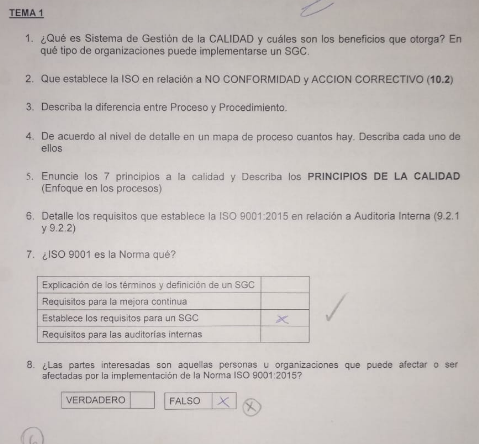 TEMA 1
1. ¿Qué es Sistema de Gestión de la CALIDAD y cuáles son los beneficios que otorga? En
qué tipo de organizaciones puede implementarse un SGC.
2. Que establece la ISO en relación a NO CONFORMIDAD y ACCION CORRECTIVO (10.2)
3. Describa la diferencia entre Proceso y Procedimiento.
4. De acuerdo al nivel de detalle en un mapa de proceso cuantos hay. Describa cada uno de
ellos
5. Enuncie los 7 principios a la calidad y Describa los PRINCIPIOS DE LA CALIDAD
(Enfoque en los procesos)
6. Detalle los requisitos que establece la ISO 9001:2015 en relación a Auditoria Interna (9.2.1
y 9.2.2)
7. ¿ISO 9001 es la Norma qué?
Explicación de los términos y definición de un SGC
Requisitos para la mejora continua
Establece los requisitos para un SGC X
Requisitos para las auditorías internas
8. ¿Las partes interesadas son aquellas personas u organizaciones que puede afectar o ser
afectadas por la implementación de la Norma ISO 9001:2015?
VERDADERO FALSO X X